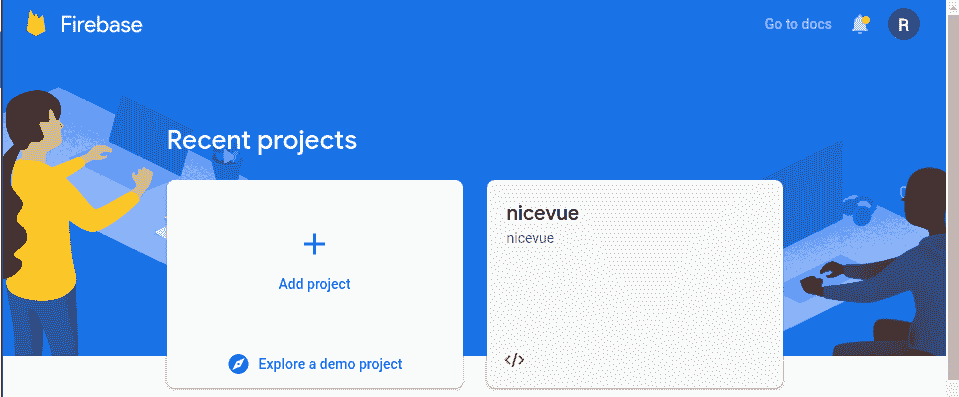 Firebase
Go to docs
R
Recent projects
Add project
Explore a demo project
nicevue
nicevue
</>